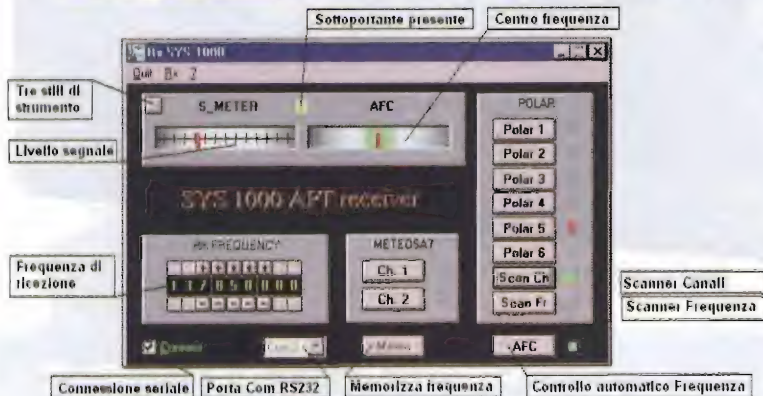 Sottoportante presente
Centro frequenza
Rx SYS 1000
Quit Rx ?
Tre stili di
strumento
S_METER
AFC
POLAR
Livello segnale
Polar 1
Polar 2
Polar 3
Polar 4
Polar 5
Polar 6
SYS 1000 APT receiver
RX FREQUENCY
METEOSAT
Frequenza di
ricezione
137850000
Ch. 1
Ch. 2
Scan Ch
Scan Fr
Scanner Canali
Scanner Frequenza
AFC
Connessione seriale
Porta Com RS232
Memorizza frequenza
Controllo automatico Frequenza